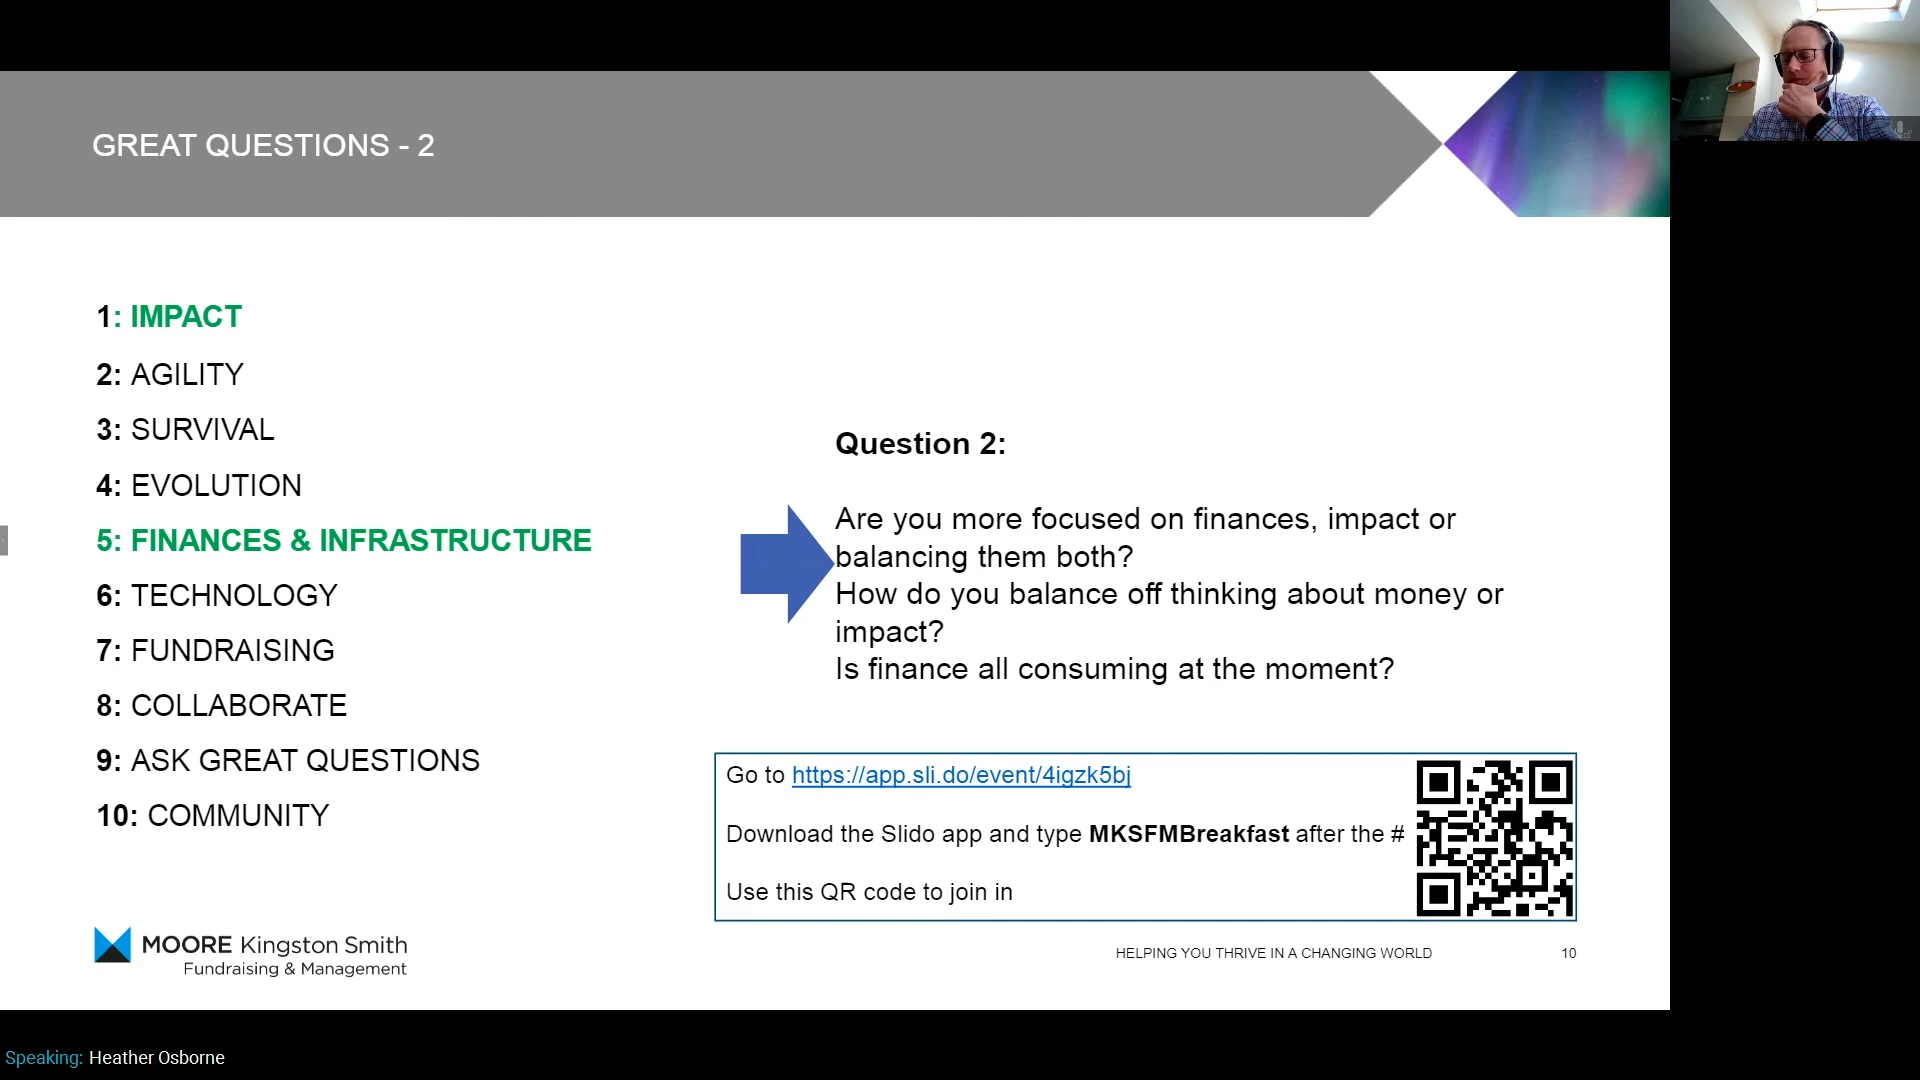 GREAT QUESTIONS - 2
1: IMPACT
2: AGILITY
3: SURVIVAL
4: EVOLUTION
5: FINANCES & INFRASTRUCTURE
6: TECHNOLOGY
7: FUNDRAISING
8: COLLABORATE
9: ASK GREAT QUESTIONS
10: COMMUNITY
Question 2:
Are you more focused on finances, impact or
balancing them both?
How do you balance off thinking about money or
impact?
Is finance all consuming at the moment?
Go to https://app.sli.do/event/4igzk5bj
Download the Slido app and type MKSFMBreakfast after the #
Use this QR code to join in
MOORE Kingston Smith
Fundraising & Management
HELPING YOU THRIVE IN A CHANGING WORLD
10
Speaking: Heather Osborne